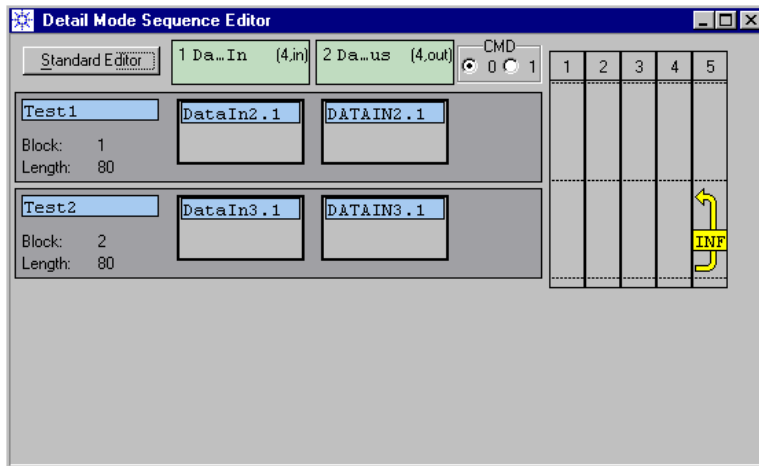 Detail Mode Sequence Editor
Standard Editor
1 Da…In (4,in)
2 Da…us (4,out)
CMD
0 1
1 2 3 4 5
Test1
DataIn2.1
DATAIN2.1
Block: 1
Length: 80
Test2
DataIn3.1
DATAIN3.1
Block: 2
Length: 80
INF